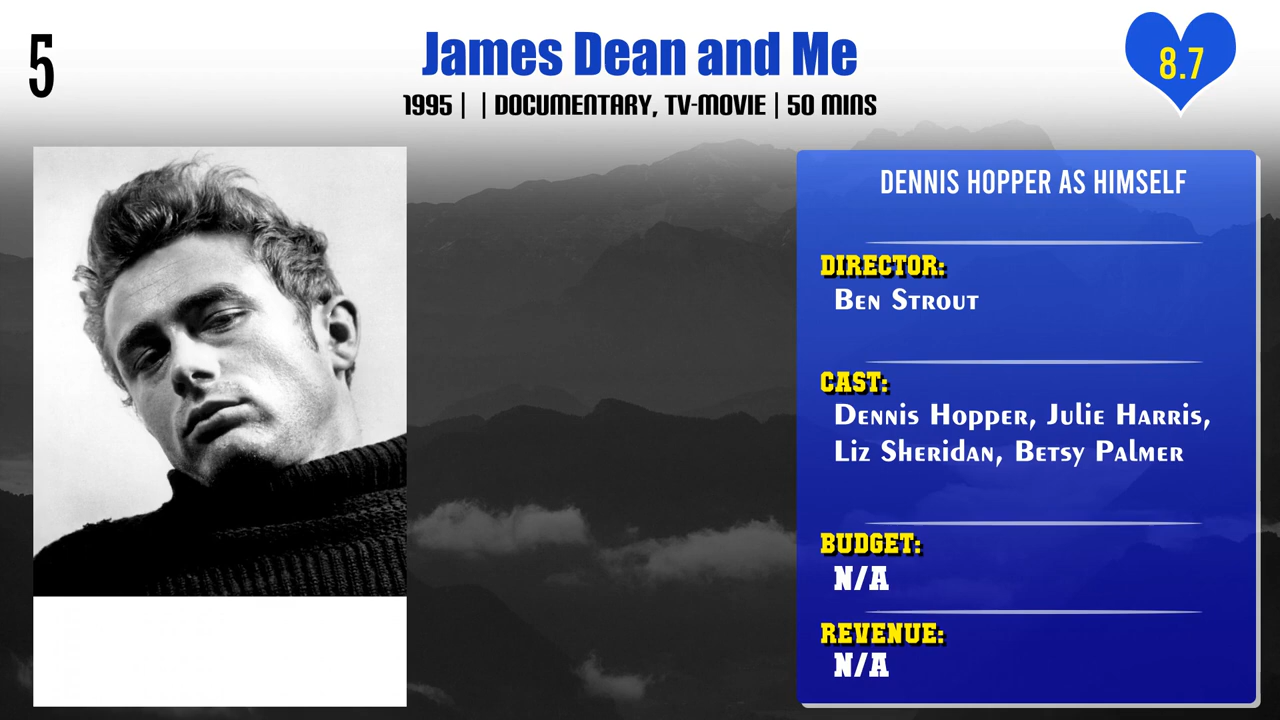 5
James Dean and Me
8.7
1995 | | DOCUMENTARY, TV-MOVIE | 50 MINS
DENNIS HOPPER AS HIMSELF
DIRECTOR:
Ben Strout
CAST:
Dennis Hopper, Julie Harris,
Liz Sheridan, Betsy Palmer
BUDGET:
N/A
REVENUE:
N/A